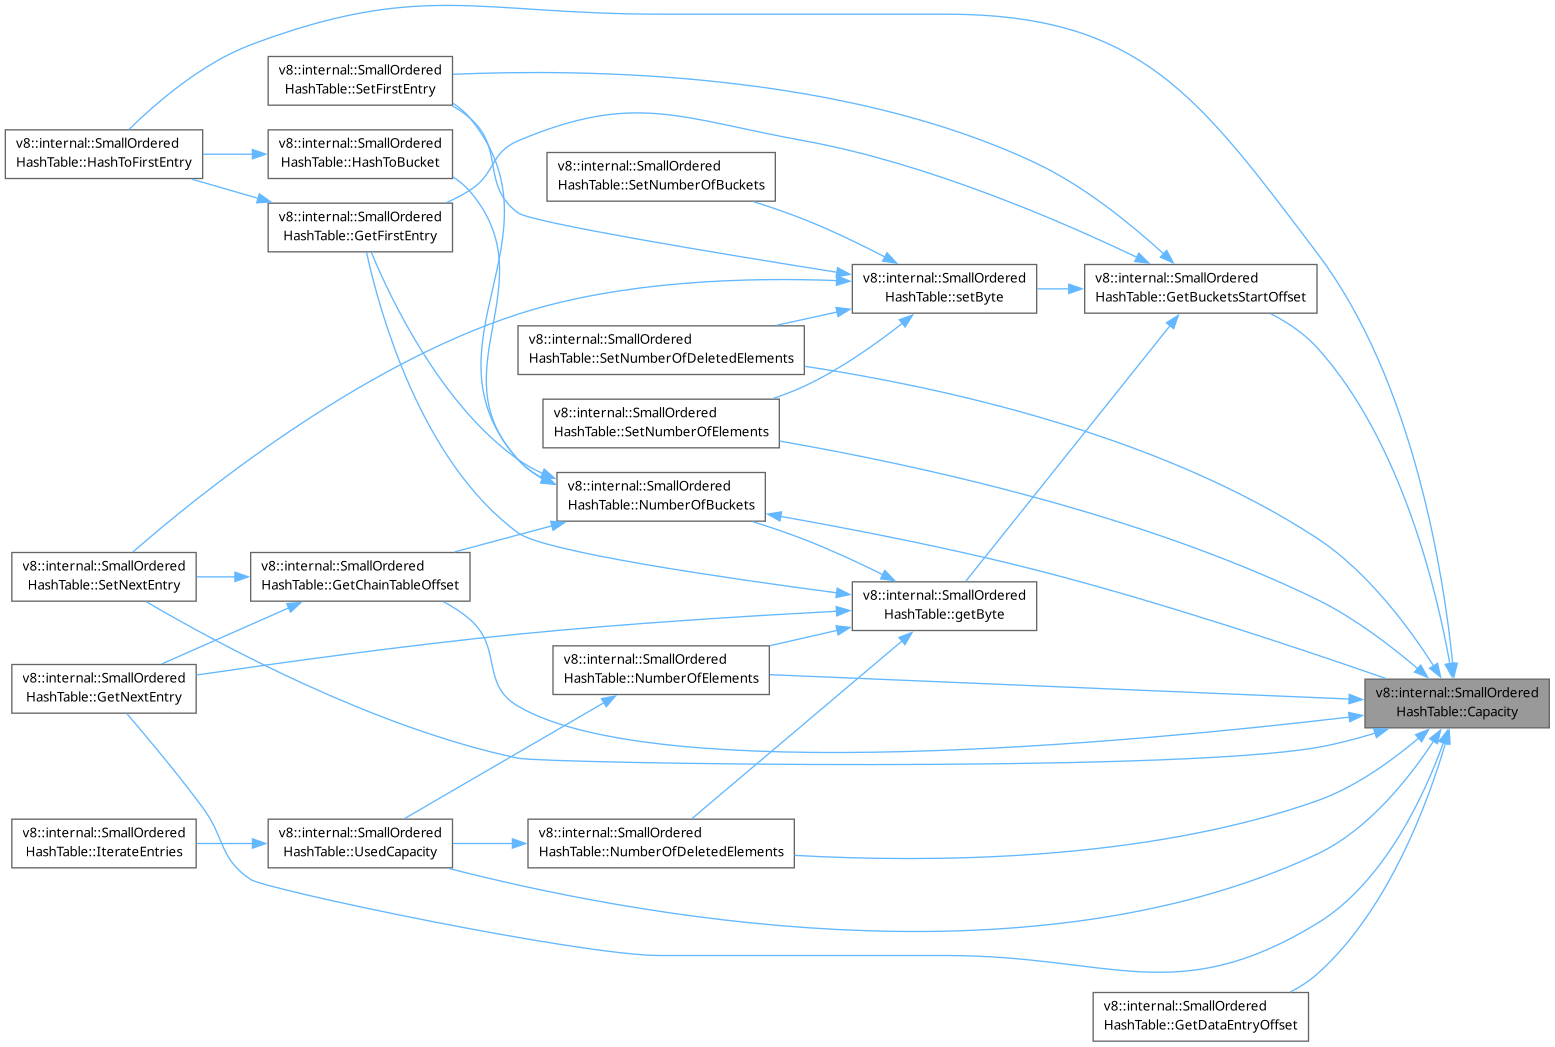 v8::internal::SmallOrdered
HashTable::SetFirstEntry
v8::internal::SmallOrdered
HashTable::HashToFirstEntry
v8::internal::SmallOrdered
HashTable::HashToBucket
v8::internal::SmallOrdered
HashTable::SetNumberOfBuckets
v8::internal::SmallOrdered
HashTable::GetFirstEntry
v8::internal::SmallOrdered
HashTable::setByte
v8::internal::SmallOrdered
HashTable::GetBucketsStartOffset
v8::internal::SmallOrdered
HashTable::SetNumberOfDeletedElements
v8::internal::SmallOrdered
HashTable::SetNumberOfElements
v8::internal::SmallOrdered
HashTable::NumberOfBuckets
v8::internal::SmallOrdered
HashTable::SetNextEntry
v8::internal::SmallOrdered
HashTable::GetChainTableOffset
v8::internal::SmallOrdered
HashTable::getByte
v8::internal::SmallOrdered
HashTable::NumberOfElements
v8::internal::SmallOrdered
HashTable::GetNextEntry
v8::internal::SmallOrdered
HashTable::Capacity
v8::internal::SmallOrdered
HashTable::IterateEntries
v8::internal::SmallOrdered
HashTable::UsedCapacity
v8::internal::SmallOrdered
HashTable::NumberOfDeletedElements
v8::internal::SmallOrdered
HashTable::GetDataEntryOffset